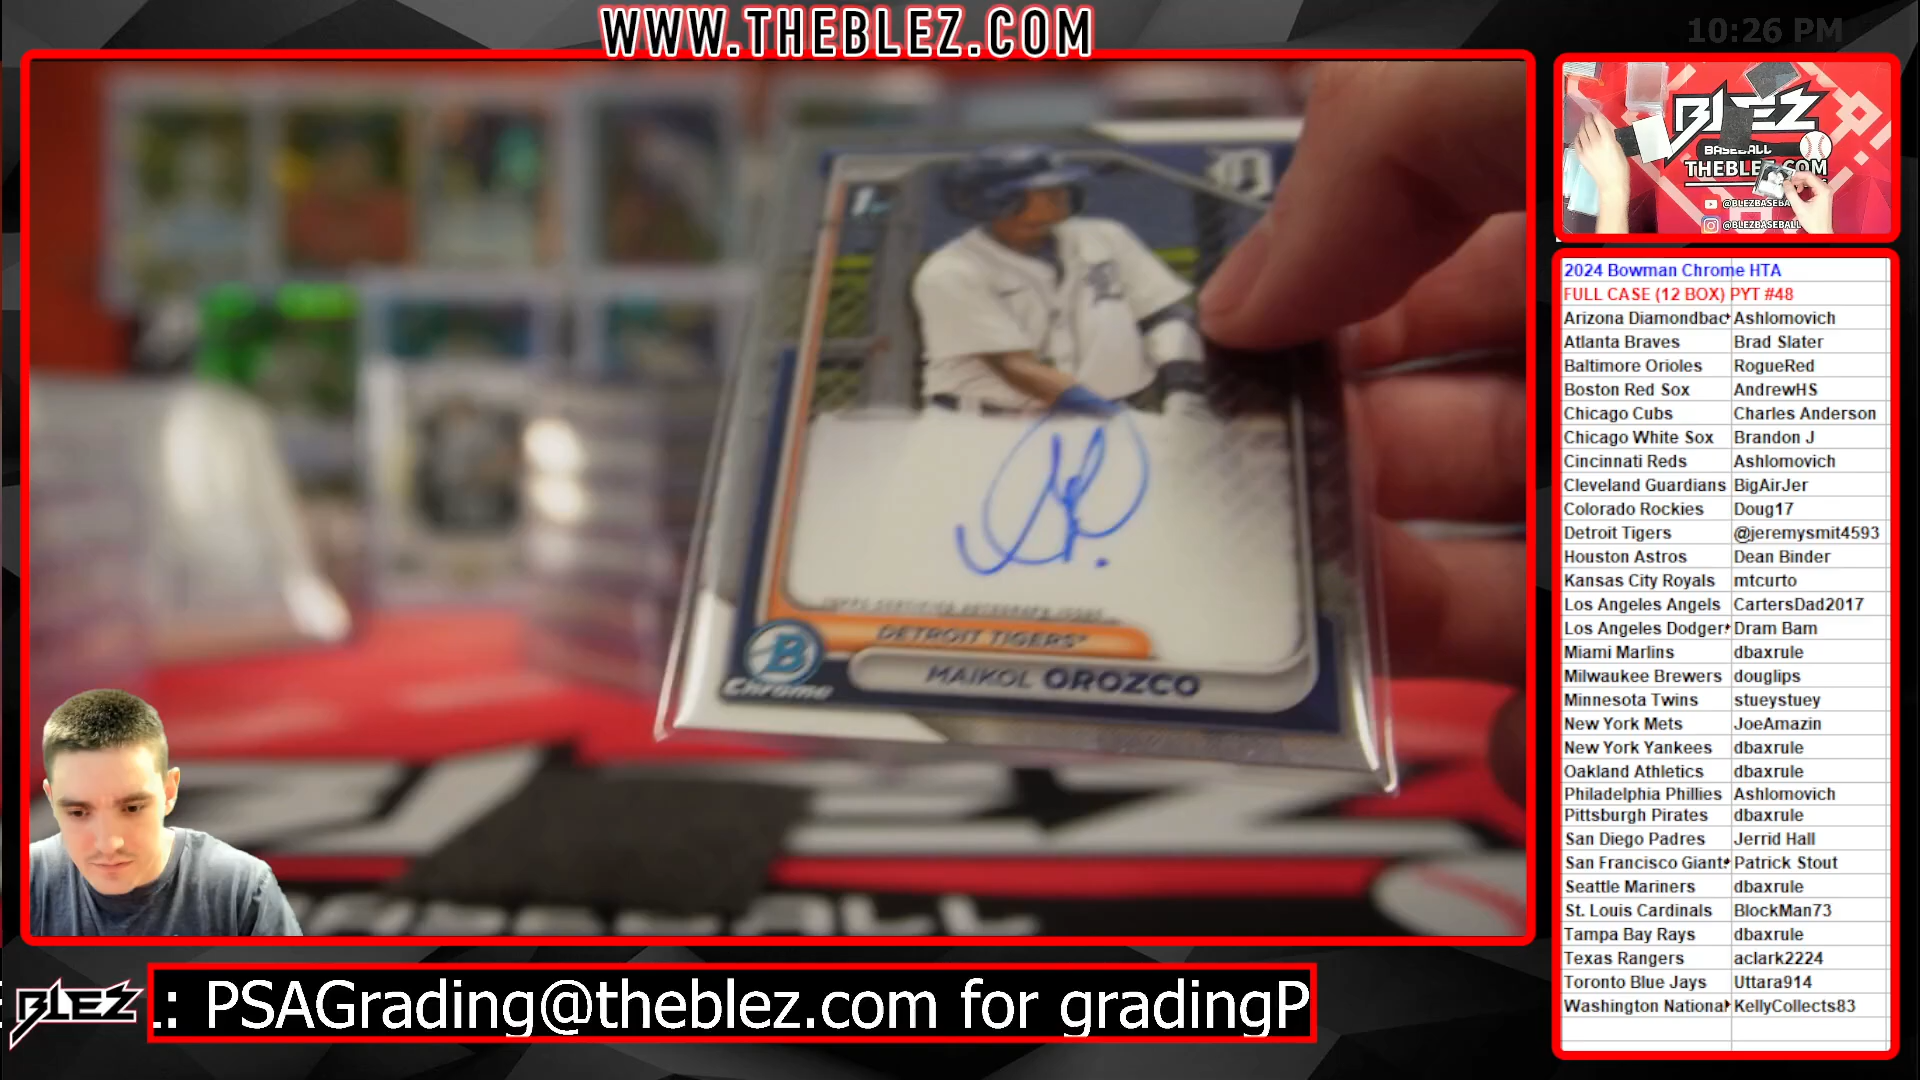 WWW.THEBLEZ.COM
10:26 PM
1st
D
TOPPS CERTIFIED AUTOGRAPH ISSUE
DETROIT TIGERS
MAIKOL OROZCO
B
Chrome
BLEZ
BASEBALL
THEBLEZ.COM
@BLEZBASEBA
@BLEZBASEBALL
2024 Bowman Chrome HTA
FULL CASE (12 BOX) PYT #48
Arizona Diamondbac Ashlomovich
Atlanta Braves Brad Slater
Baltimore Orioles RogueRed
Boston Red Sox AndrewHS
Chicago Cubs Charles Anderson
Chicago White Sox Brandon J
Cincinnati Reds Ashlomovich
Cleveland Guardians BigAirJer
Colorado Rockies Doug17
Detroit Tigers @jeremysmit4593
Houston Astros Dean Binder
Kansas City Royals mtcurto
Los Angeles Angels CartersDad2017
Los Angeles Dodger Dram Bam
Miami Marlins dbaxrule
Milwaukee Brewers douglips
Minnesota Twins stueystuey
New York Mets JoeAmazin
New York Yankees dbaxrule
Oakland Athletics dbaxrule
Philadelphia Phillies Ashlomovich
Pittsburgh Pirates dbaxrule
San Diego Padres Jerrid Hall
San Francisco Giant Patrick Stout
Seattle Mariners dbaxrule
St. Louis Cardinals BlockMan73
Tampa Bay Rays dbaxrule
Texas Rangers aclark2224
Toronto Blue Jays Uttara914
Washington National KellyCollects83
BLEZ
.: PSAGrading@theblez.com for gradingP